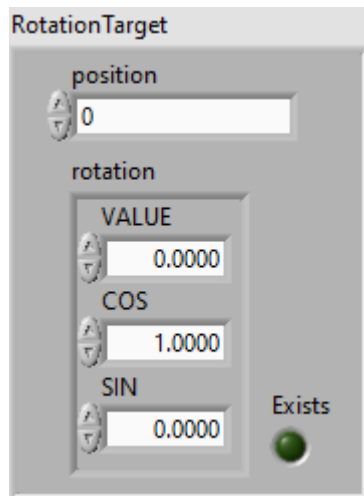 RotationTarget
position
0
rotation
VALUE
0.0000
COS
1.0000
SIN
0.0000
Exists